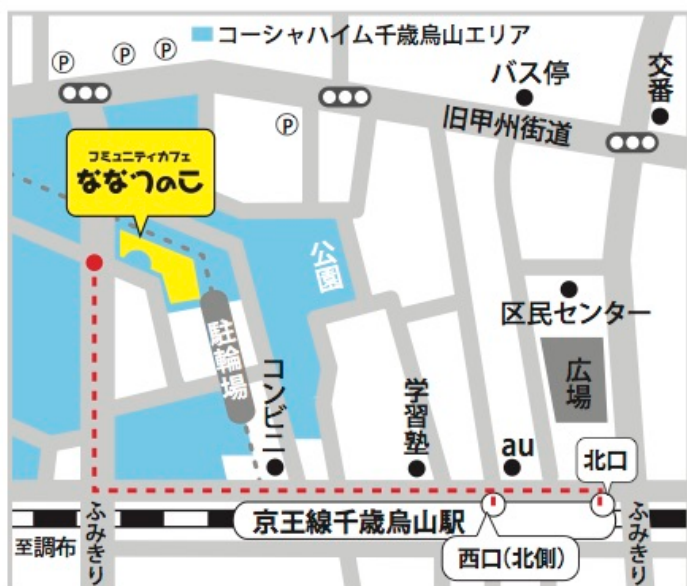 コーシャハイム千歳烏山エリア
P
P
P
P
バス停
交番
旧甲州街道
コミュニティカフェ
ななつのこ
公園
駐輪場
区民センター
広場
コンビニ
学習塾
au
北口
京王線千歳烏山駅
西口(北側)
至調布
ふみきり
ふみきり